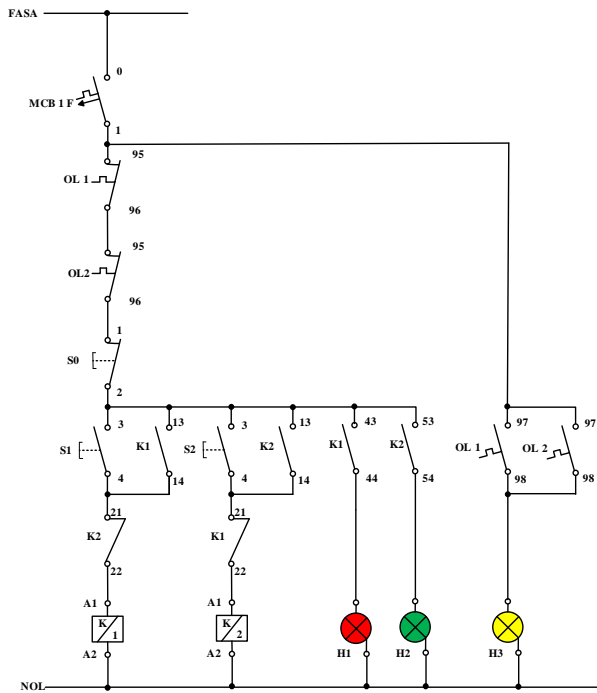 FASA
0
MCB 1 F
1
95
OL 1
96
95
OL2
96
1
S0
2
3 13 3 13 43 53 97 97
S1 K1 S2 K2 K1 K2 OL 1 OL 2
4 14 4 14 44 54 98 98
21 21
K2 K1
22 22
A1 A1
K 1 K 2
A2 A2 H1 H2 H3
NOL